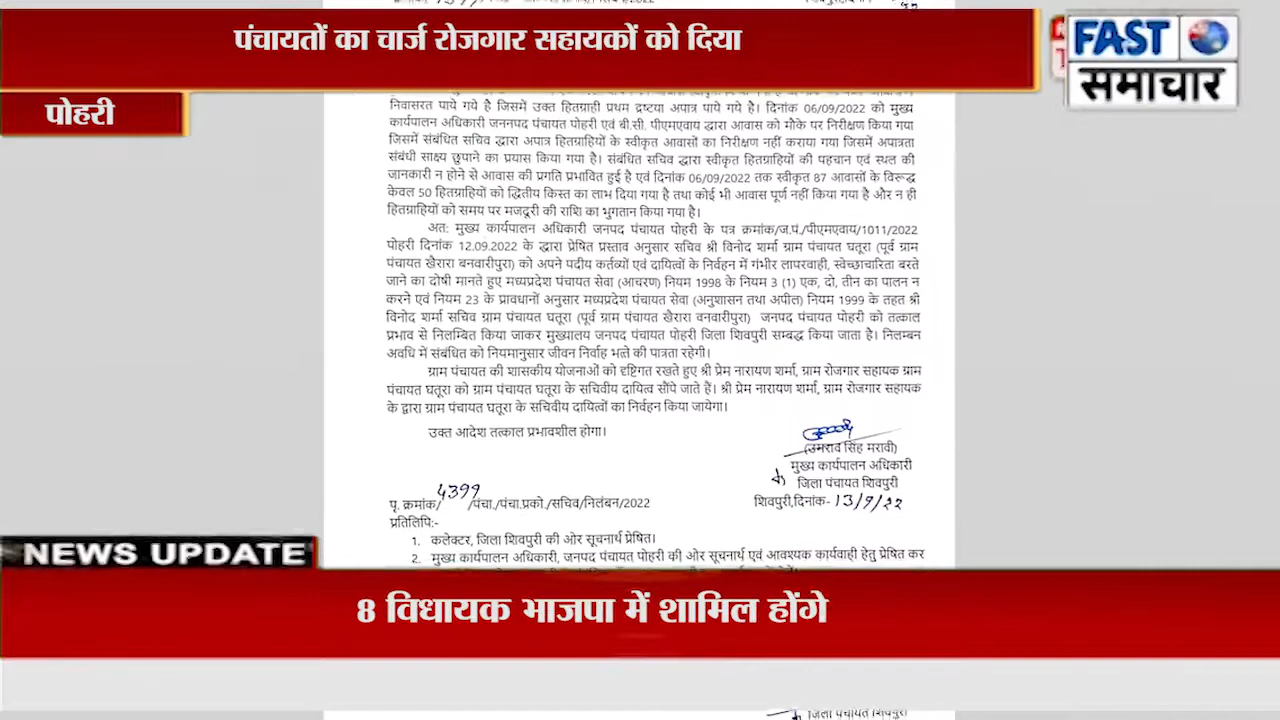 पंचायतों का चार्ज रोजगार सहायकों को दिया
FAST
समाचार
पोहरी
निवासरत पाये गये है जिसमें उक्त हितग्राही प्रथम द्रष्टया अपात्र पाये गये है। दिनांक 06/09/2022 को मुख्य
कार्यपालन अधिकारी जननपद पंचायत पोहरी एवं बी.सी. पीएमएवाय द्वारा आवास को मौके पर निरीक्षण किया गया
जिसमें संबंधित सचिव द्वारा अपात्र हितग्राहियों के स्वीकृत आवासों का निरीक्षण नहीं कराया गया जिसमें अपात्रता
संबंधी साक्ष्य छुपाने का प्रयास किया गया है। संबंधित सचिव द्वारा स्वीकृत हितग्राहियों की पहचान एवं स्थल की
जानकारी न होने से आवास की प्रगति प्रभावित हुई है एवं दिनांक 06/09/2022 तक स्वीकृत 87 आवासों के विरूद्ध
केवल 50 हितग्राहियों को द्वितीय किस्त का लाभ दिया गया है तथा कोई भी आवास पूर्ण नहीं किया गया है और न ही
हितग्राहियों को समय पर मजदूरी की राशि का भुगतान किया गया है।
अत: मुख्य कार्यपालन अधिकारी जनपद पंचायत पोहरी के पत्र क्रमांक/ज.पं./पीएमएवाय/1011/2022
पोहरी दिनांक 12.09.2022 के द्वारा प्रेषित प्रस्ताव अनुसार सचिव श्री विनोद शर्मा ग्राम पंचायत घतूरा (पूर्व ग्राम
पंचायत खैरारा बनवारीपुरा) को अपने पदीय कर्तव्यों एवं दायित्वों के निर्वहन में गंभीर लापरवाही, स्वेच्छाचारिता बरते
जाने का दोषी मानते हुए मध्यप्रदेश पंचायत सेवा (आचरण) नियम 1998 के नियम 3 (1) एक, दो, तीन का पालन न
करने एवं नियम 23 के प्रावधानों अनुसार मध्यप्रदेश पंचायत सेवा (अनुशासन तथा अपील) नियम 1999 के तहत श्री
विनोद शर्मा सचिव ग्राम पंचायत घतूरा (पूर्व ग्राम पंचायत खैरारा वनवारीपुरा) जनपद पंचायत पोहरी को तत्काल
प्रभाव से निलम्बित किया जाकर मुख्यालय जनपद पंचायत पोहरी जिला शिवपुरी सम्बद्ध किया जाता है। निलम्बन
अवधि में संबंधित को नियमानुसार जीवन निर्वाह भत्ते की पात्रता रहेगी।
ग्राम पंचायत की शासकीय योजनाओं को दृष्टिगत रखते हुए श्री प्रेम नारायण शर्मा, ग्राम रोजगार सहायक ग्राम
पंचायत घतूरा को ग्राम पंचायत घतूरा के सचिवीय दायित्व सौंपे जाते हैं। श्री प्रेम नारायण शर्मा, ग्राम रोजगार सहायक
के द्वारा ग्राम पंचायत घतूरा के सचिवीय दायित्वों का निर्वहन किया जायेगा।
उक्त आदेश तत्काल प्रभावशील होगा।
(उमराव सिंह मरावी)
मुख्य कार्यपालन अधिकारी
जिला पंचायत शिवपुरी
शिवपुरी,दिनांक- 13/9/22
पृ. क्रमांक/4399/पंचा./पंचा.प्रको./सचिव/निलंबन/2022
प्रतिलिपि:-
1. कलेक्टर, जिला शिवपुरी की ओर सूचनार्थ प्रेषित।
2. मुख्य कार्यपालन अधिकारी, जनपद पंचायत पोहरी की ओर सूचनार्थ एवं आवश्यक कार्यवाही हेतु प्रेषित कर
NEWS UPDATE
8 विधायक भाजपा में शामिल होंगे
जिला पंचायत शिवपुरी